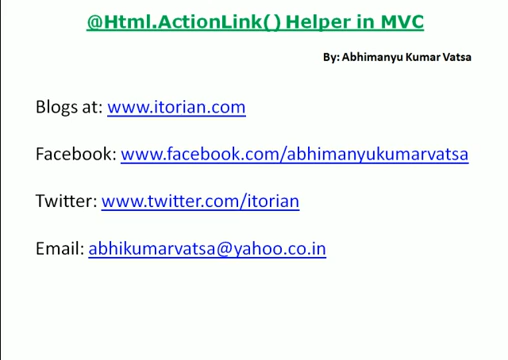 @Html.ActionLink() Helper in MVC
By: Abhimanyu Kumar Vatsa
Blogs at: www.itorian.com
Facebook: www.facebook.com/abhimanyukumarvatsa
Twitter: www.twitter.com/itorian
Email: abhikumarvatsa@yahoo.co.in